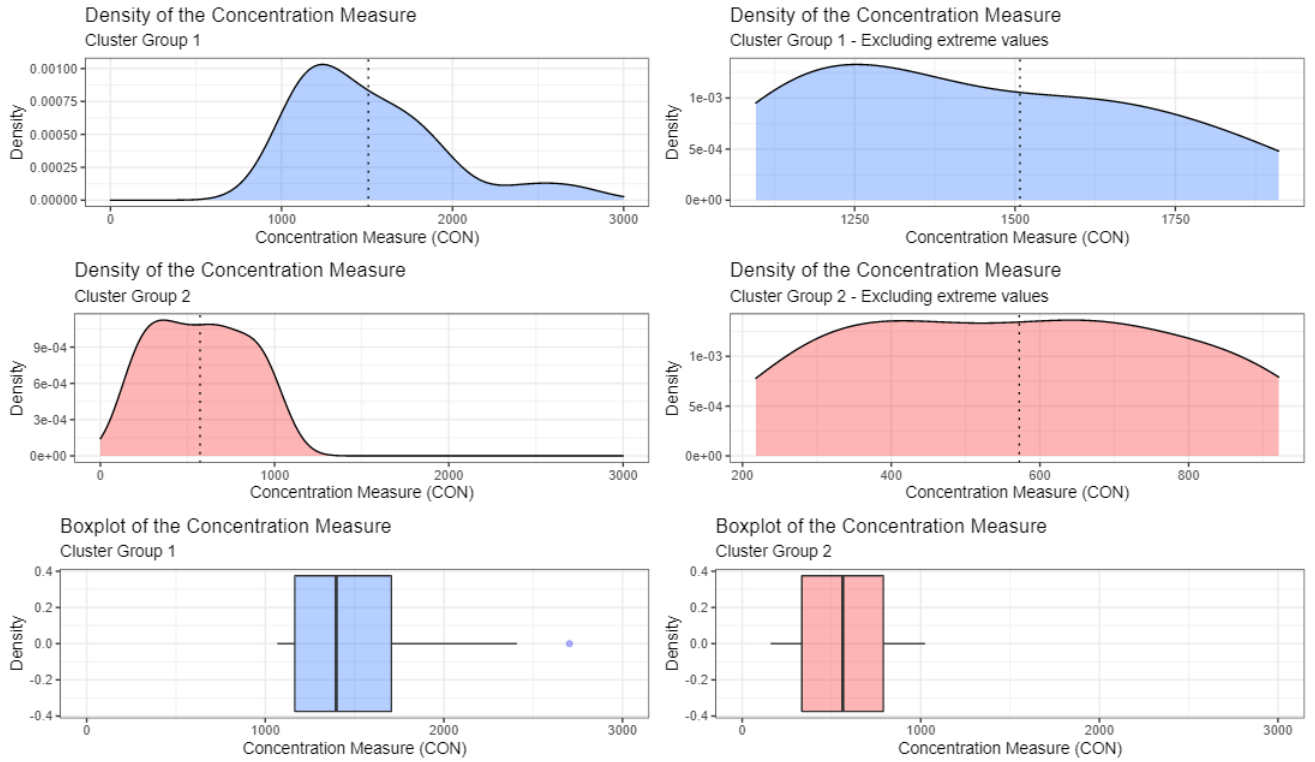 Density of the Concentration Measure
Cluster Group 1
0.00100
0.00075
0.00050
0.00025
0.00000
Density
0 1000 2000 3000
Concentration Measure (CON)
Density of the Concentration Measure
Cluster Group 1 - Excluding extreme values
1e-03
5e-04
0e+00
Density
1250 1500 1750
Concentration Measure (CON)
Density of the Concentration Measure
Cluster Group 2
9e-04
6e-04
3e-04
0e+00
Density
0 1000 2000 3000
Concentration Measure (CON)
Density of the Concentration Measure
Cluster Group 2 - Excluding extreme values
1e-03
5e-04
0e+00
Density
200 400 600 800
Concentration Measure (CON)
Boxplot of the Concentration Measure
Cluster Group 1
0.4
0.2
0.0
-0.2
-0.4
Density
0 1000 2000 3000
Concentration Measure (CON)
Boxplot of the Concentration Measure
Cluster Group 2
0.4
0.2
0.0
-0.2
-0.4
Density
0 1000 2000 3000
Concentration Measure (CON)